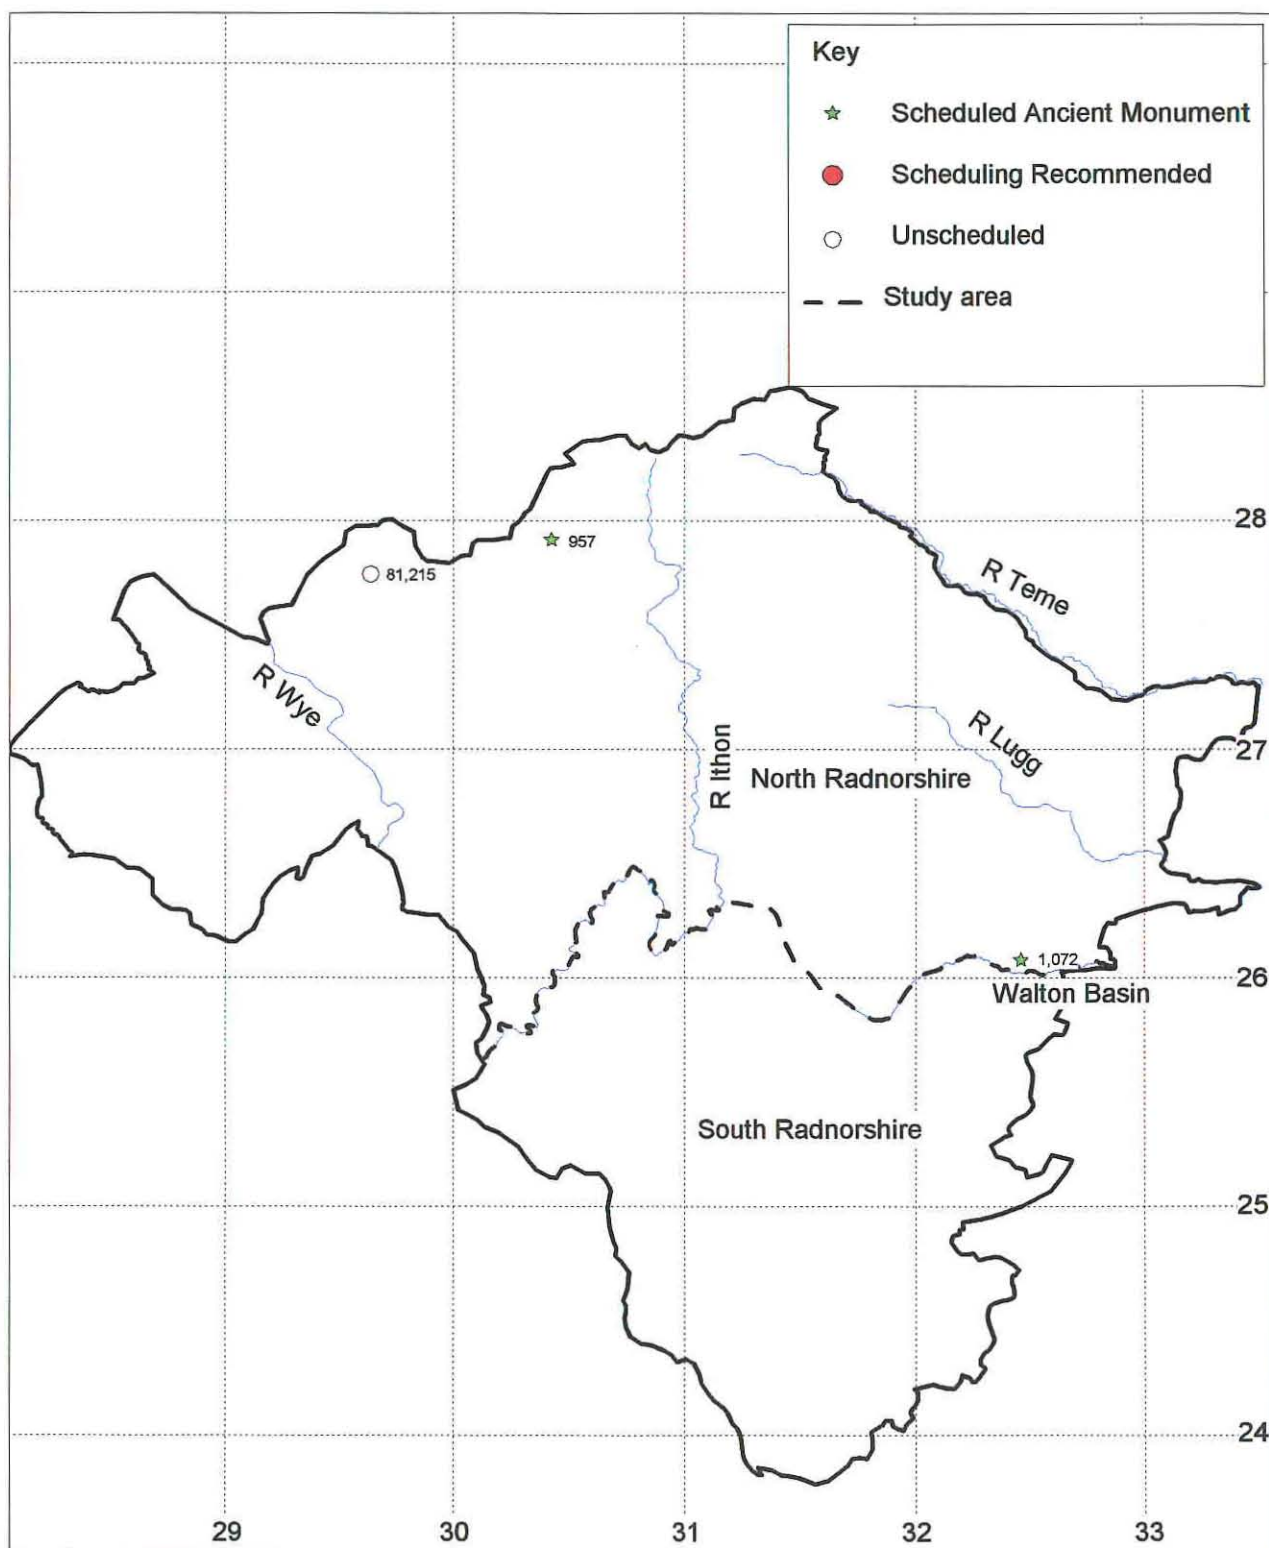 Key
Scheduled Ancient Monument
Scheduling Recommended
Unscheduled
Study area
28
957
81,215
R Teme
R Wye
R Lugg
27
R Ithon
North Radnorshire
1,072
26
Walton Basin
South Radnorshire
25
24
29
30
31
32
33